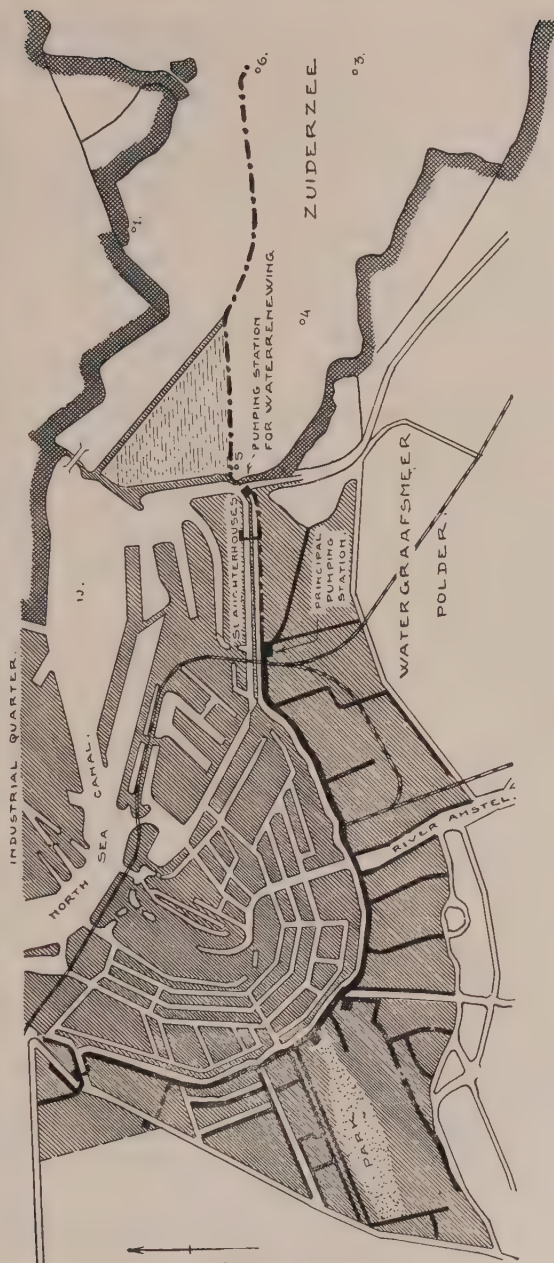 INDUSTRIAL QUARTER.
IJ.
NORTH SEA CANAL.
o1.
o6.
ZUIDERZEE
o3.
o4
PUMPING STATION
FOR WATERRENEWING
o5
SLAUGHTERHOUSES
PRINCIPAL
PUMPING
STATION.
WATERGRAAFSMEER
POLDER.
RIVER AMSTEL.
PARK